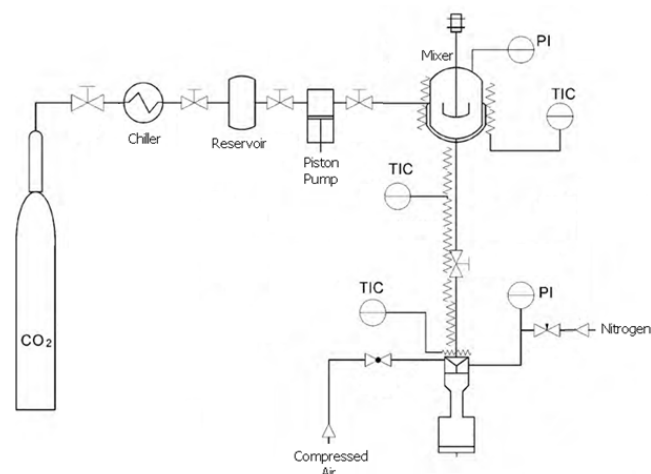 Mixer
PI
TIC
Chiller
Reservoir
Piston
Pump
TIC
TIC
PI
Nitrogen
CO₂
Compressed
Air